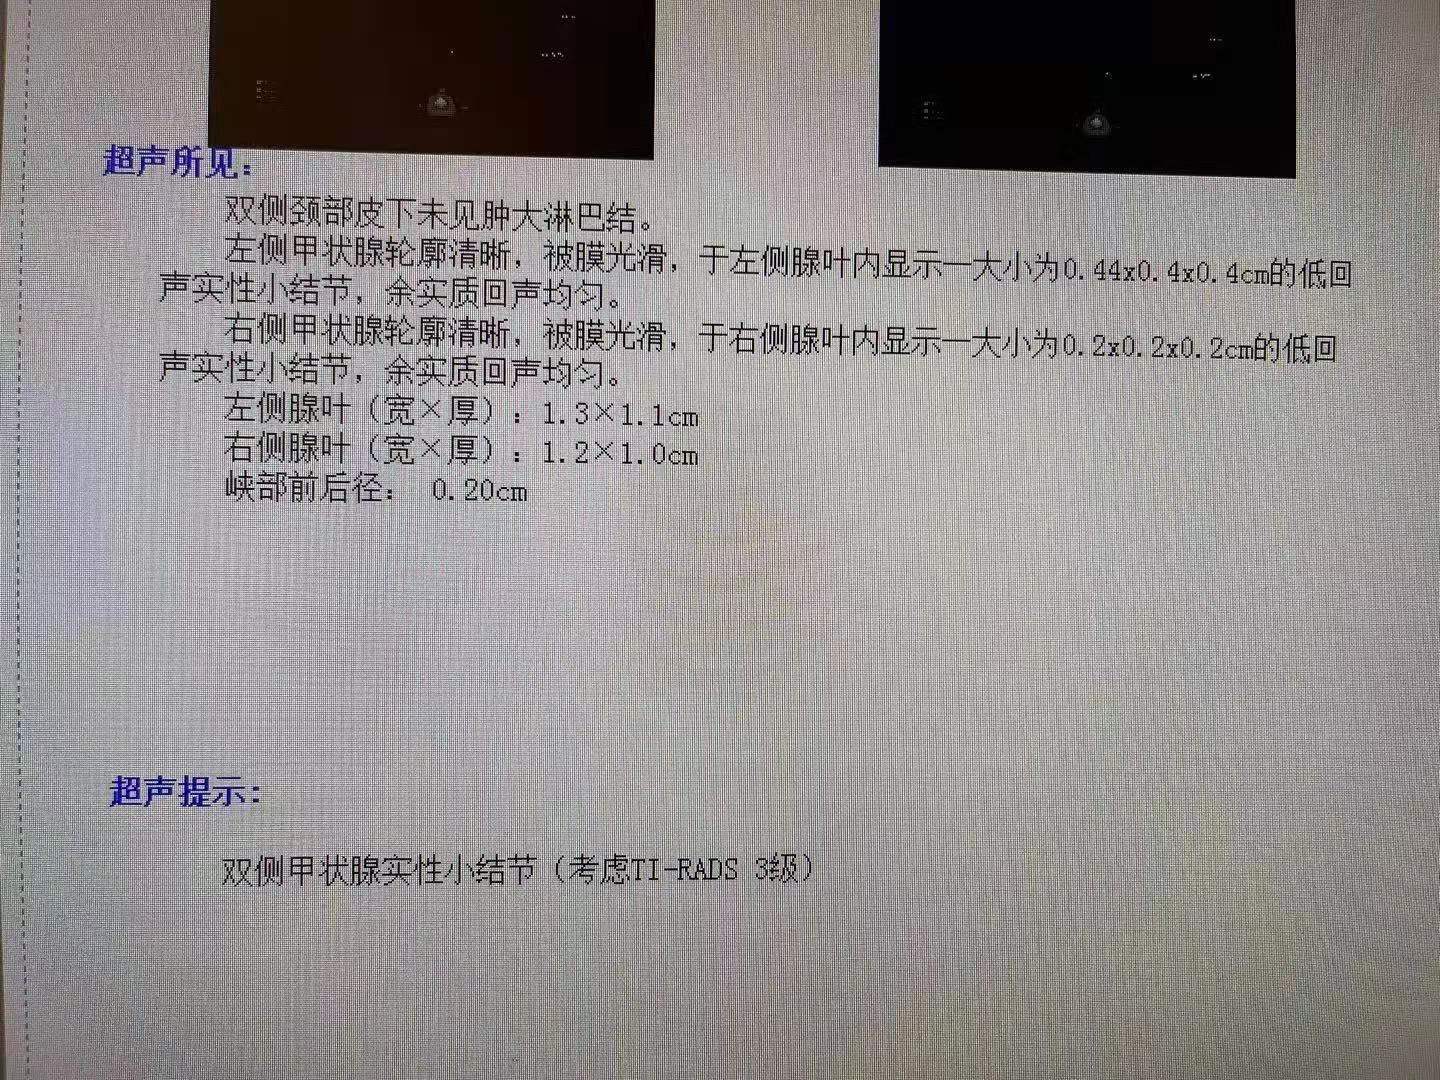 超声所见：
双侧颈部皮下未见肿大淋巴结。
左侧甲状腺轮廓清晰，被膜光滑，于左侧腺叶内显示一大小为0.44x0.4x0.4cm的低回
声实性小结节，余实质回声均匀。
右侧甲状腺轮廓清晰，被膜光滑，于右侧腺叶内显示一大小为0.2x0.2x0.2cm的低回
声实性小结节，余实质回声均匀。
左侧腺叶（宽×厚）：1.3×1.1cm
右侧腺叶（宽×厚）：1.2×1.0cm
峡部前后径： 0.20cm
超声提示：
双侧甲状腺实性小结节（考虑TI-RADS 3级）